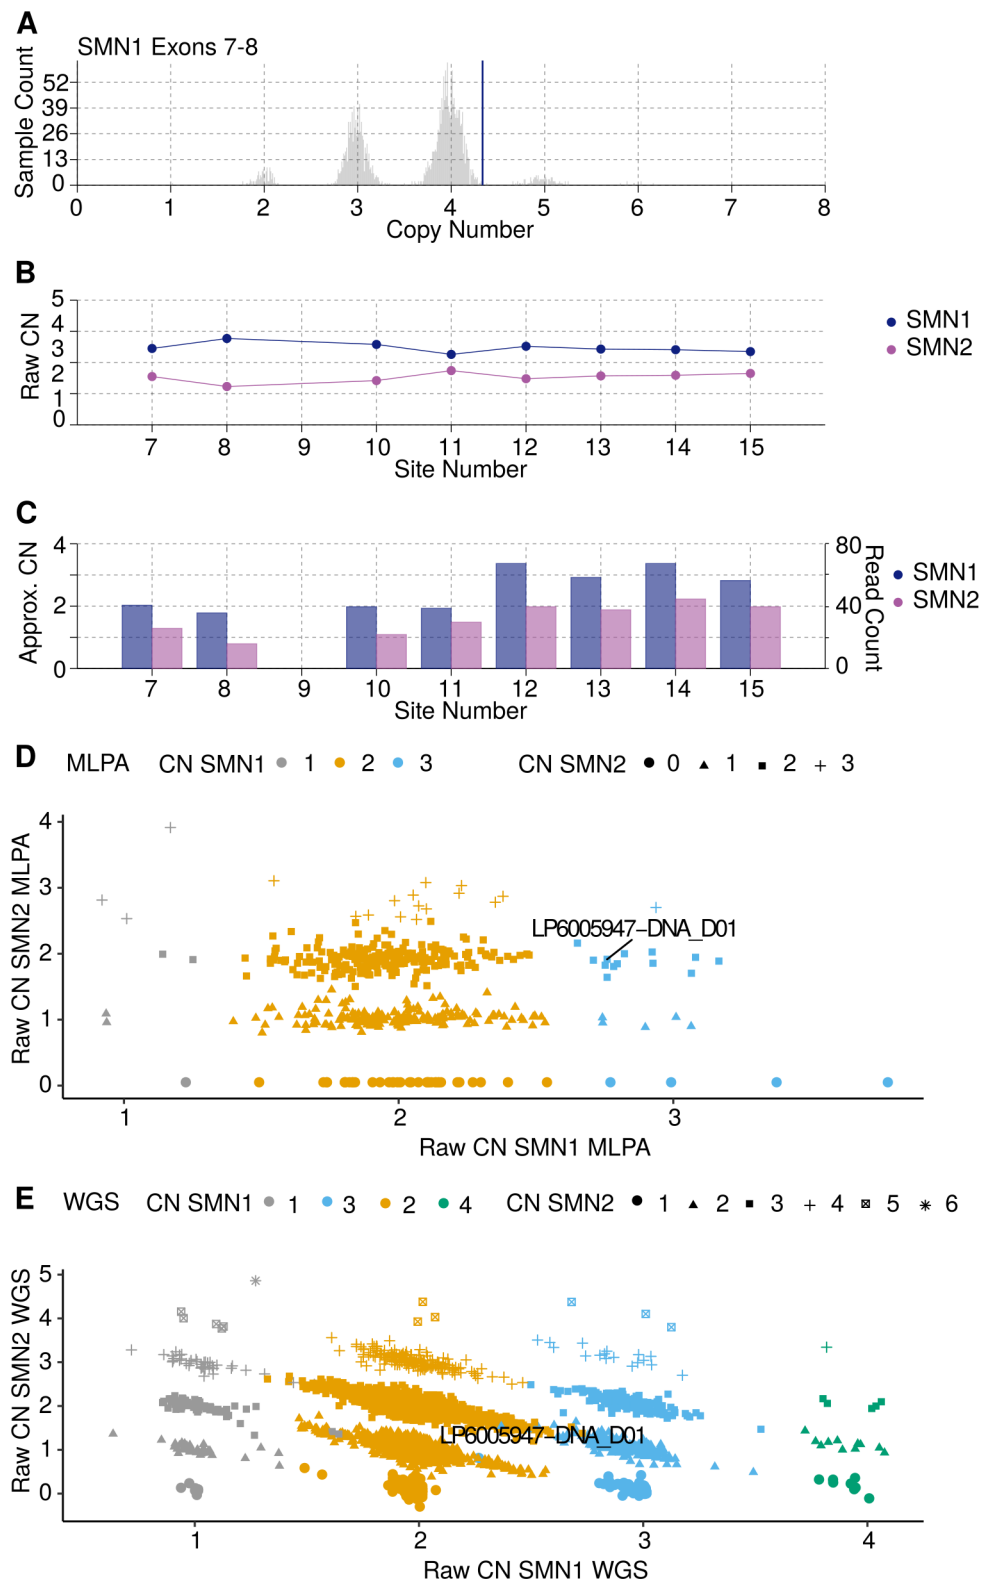 A
SMN1 Exons 7-8
Sample Count
52
39
26
13
0
0 1 2 3 4 5 6 7 8
Copy Number
B
Raw CN
5
4
3
2
1
0
7 8 9 10 11 12 13 14 15
Site Number
SMN1
SMN2
C
Approx. CN
4
2
0
80
40
0
Read Count
7 8 9 10 11 12 13 14 15
Site Number
SMN1
SMN2
D MLPA CN SMN1 1 2 3 CN SMN2 0 1 2 3
Raw CN SMN2 MLPA
4
3
2
1
0
LP6005947-DNA_D01
1 2 3
Raw CN SMN1 MLPA
E WGS CN SMN1 1 3 2 4 CN SMN2 1 2 3 4 5 6
Raw CN SMN2 WGS
5
4
3
2
1
0
LP6005947-DNA_D01
1 2 3 4
Raw CN SMN1 WGS